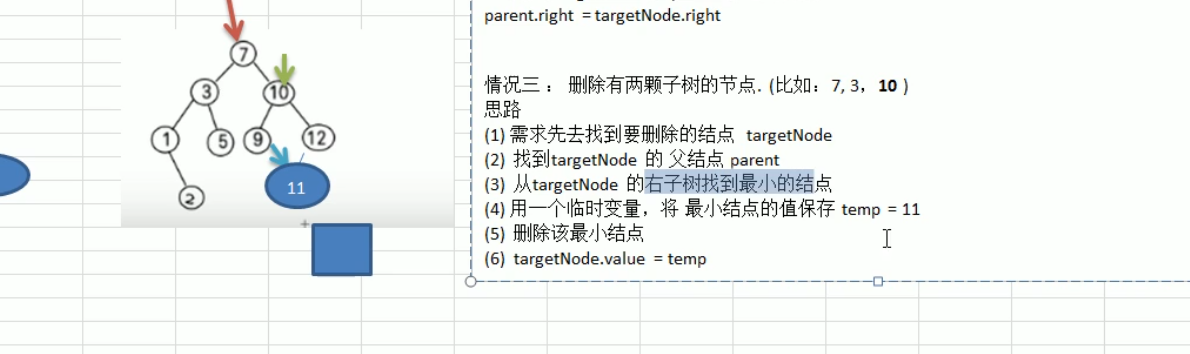 parent.right = targetNode.right
情况三： 删除有两颗子树的节点. (比如：7, 3，10 )
思路
(1) 需求先去找到要删除的结点 targetNode
(2) 找到targetNode 的 父结点 parent
(3) 从targetNode 的右子树找到最小的结点
(4) 用一个临时变量，将 最小结点的值保存 temp = 11
(5) 删除该最小结点
(6) targetNode.value = temp
7
3
10
1
5
9
12
2
11